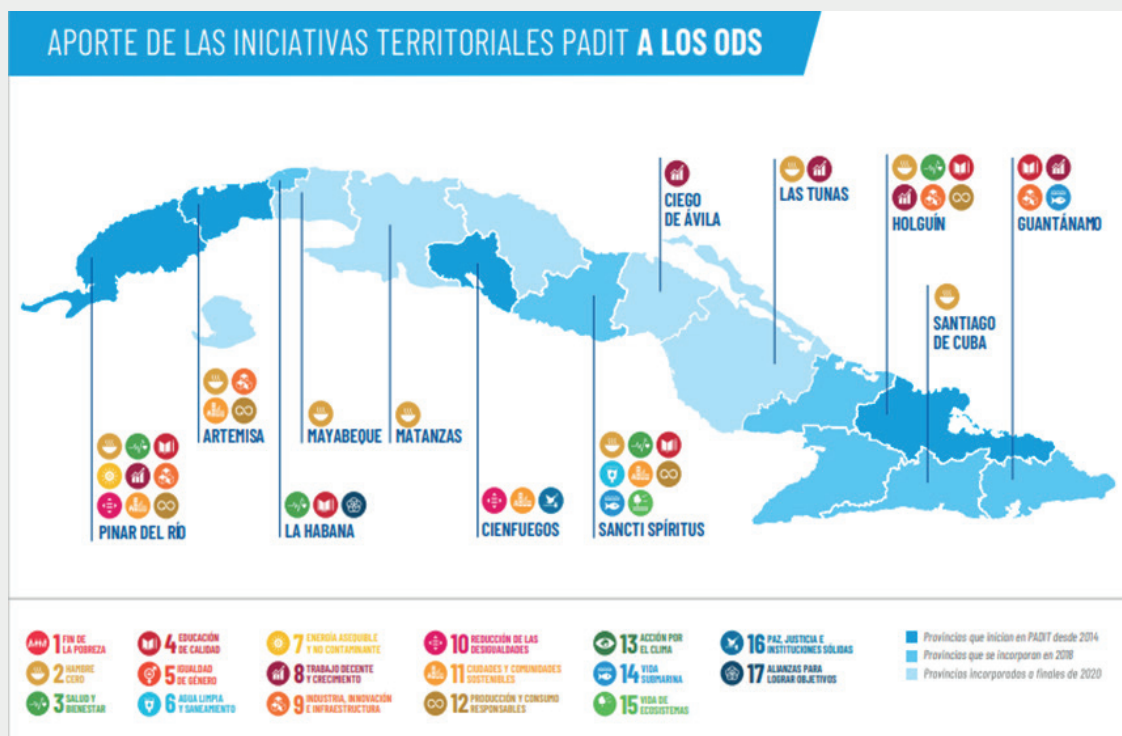 APORTE DE LAS INICIATIVAS TERRITORIALES PADIT A LOS ODS
CIEGO
DE ÁVILA
LAS TUNAS
HOLGUÍN
GUANTÁNAMO
SANTIAGO
DE CUBA
ARTEMISA
MAYABEQUE
MATANZAS
PINAR DEL RÍO
LA HABANA
CIENFUEGOS
SANCTI SPÍRITUS
1 FIN DE
LA POBREZA
2 HAMBRE
CERO
3 SALUD Y
BIENESTAR
4 EDUCACIÓN
DE CALIDAD
5 IGUALDAD
DE GÉNERO
6 AGUA LIMPIA
Y SANEAMIENTO
7 ENERGÍA ASEQUIBLE
Y NO CONTAMINANTE
8 TRABAJO DECENTE
Y CRECIMIENTO
9 INDUSTRIA, INNOVACIÓN
E INFRAESTRUCTURA
10 REDUCCIÓN DE LAS
DESIGUALDADES
11 CIUDADES Y COMUNIDADES
SOSTENIBLES
12 PRODUCCIÓN Y CONSUMO
RESPONSABLES
13 ACCIÓN POR
EL CLIMA
14 VIDA
SUBMARINA
15 VIDA DE
ECOSISTEMAS
16 PAZ, JUSTICIA E
INSTITUCIONES SÓLIDAS
17 ALIANZAS PARA
LOGRAR OBJETIVOS
Provincias que inician en PADIT desde 2014
Provincias que se incorporan en 2018
Provincias incorporadas a finales de 2020